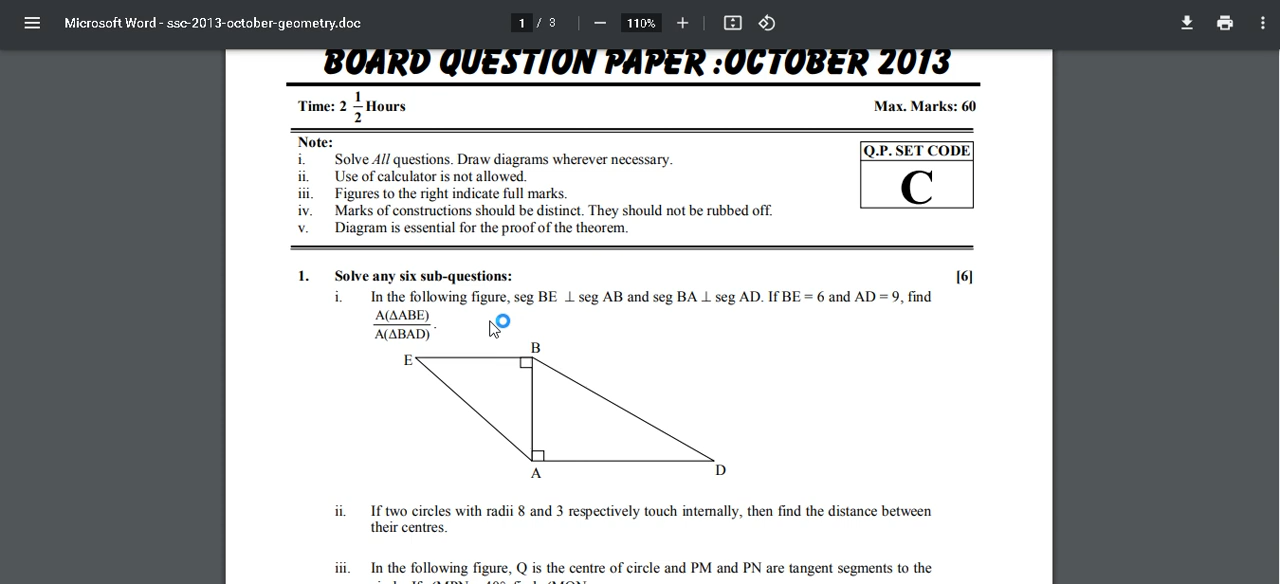 Microsoft Word - ssc-2013-october-geometry.doc
1 / 3
110%
BOARD QUESTION PAPER :OCTOBER 2013
Time: 2 1/2 Hours
Max. Marks: 60
Note:
i. Solve All questions. Draw diagrams wherever necessary.
ii. Use of calculator is not allowed.
iii. Figures to the right indicate full marks.
iv. Marks of constructions should be distinct. They should not be rubbed off.
v. Diagram is essential for the proof of the theorem.
Q.P. SET CODE
C
1. Solve any six sub-questions: [6]
i. In the following figure, seg BE ⊥ seg AB and seg BA ⊥ seg AD. If BE = 6 and AD = 9, find
A(ΔABE)
A(ΔBAD) .
B
E
A
D
ii. If two circles with radii 8 and 3 respectively touch internally, then find the distance between
their centres.
iii. In the following figure, Q is the centre of circle and PM and PN are tangent segments to the